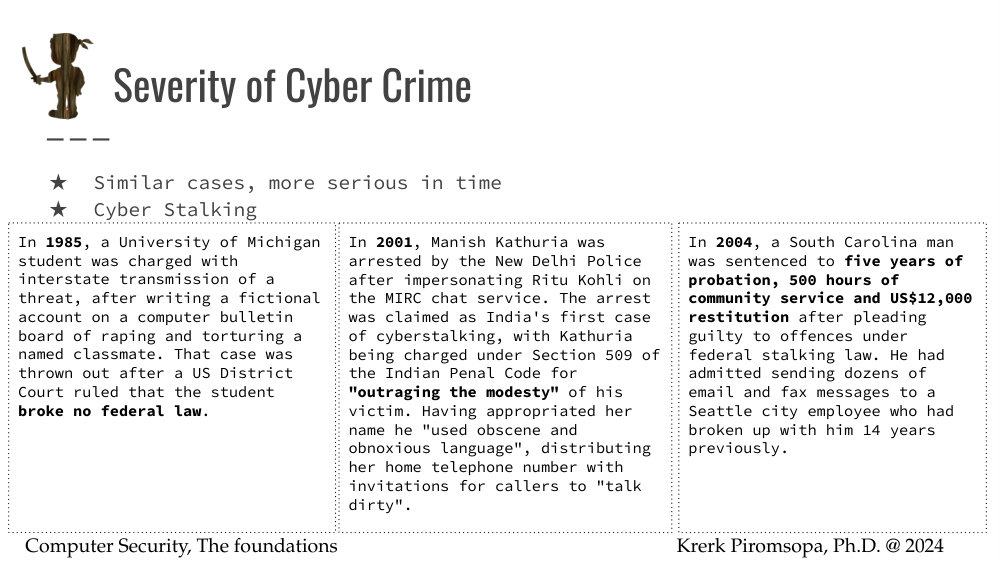 Severity of Cyber Crime
★ Similar cases, more serious in time
★ Cyber Stalking
In 1985, a University of Michigan
student was charged with
interstate transmission of a
threat, after writing a fictional
account on a computer bulletin
board of raping and torturing a
named classmate. That case was
thrown out after a US District
Court ruled that the student
broke no federal law.
In 2001, Manish Kathuria was
arrested by the New Delhi Police
after impersonating Ritu Kohli on
the MIRC chat service. The arrest
was claimed as India's first case
of cyberstalking, with Kathuria
being charged under Section 509 of
the Indian Penal Code for
"outraging the modesty" of his
victim. Having appropriated her
name he "used obscene and
obnoxious language", distributing
her home telephone number with
invitations for callers to "talk
dirty".
In 2004, a South Carolina man
was sentenced to five years of
probation, 500 hours of
community service and US$12,000
restitution after pleading
guilty to offences under
federal stalking law. He had
admitted sending dozens of
email and fax messages to a
Seattle city employee who had
broken up with him 14 years
previously.
Computer Security, The foundations
Krerk Piromsopa, Ph.D. @ 2024